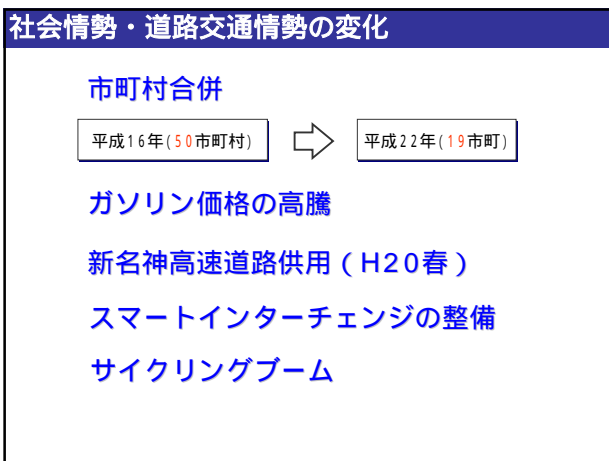 社会情勢・道路交通情勢の変化
市町村合併
平成16年(50市町村) 平成22年(19市町)
ガソリン価格の高騰
新名神高速道路供用(H20春)
スマートインターチェンジの整備
サイクリングブーム